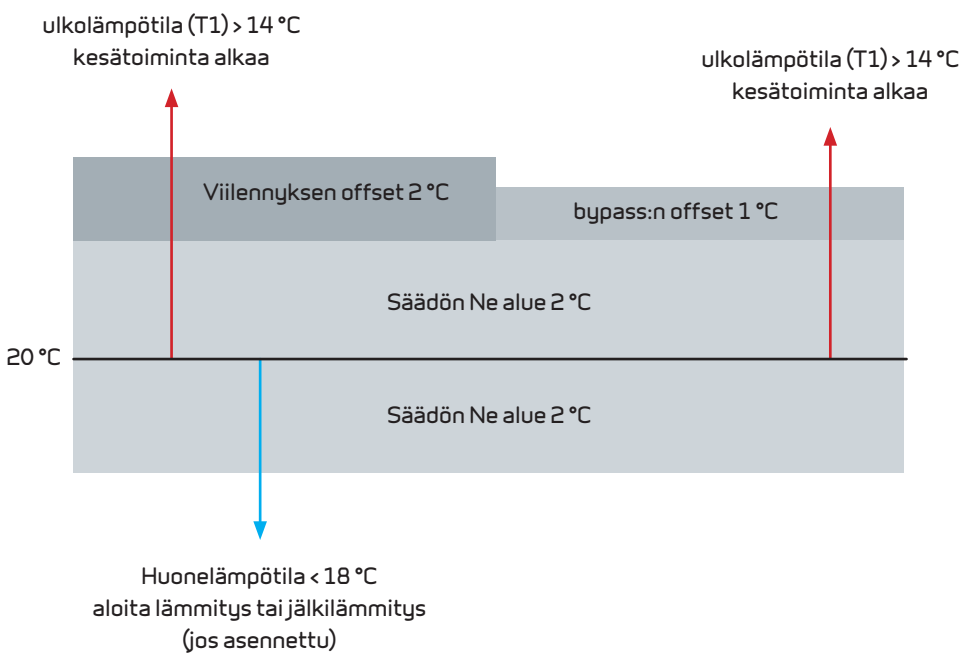 ulkolämpötila (T1) > 14 °C
kesätoiminta alkaa
ulkolämpötila (T1) > 14 °C
kesätoiminta alkaa
Viilennyksen offset 2 °C
bypass:n offset 1 °C
Säädön Ne alue 2 °C
20 °C
Säädön Ne alue 2 °C
Huonelämpötila < 18 °C
aloita lämmitys tai jälkilämmitys
(jos asennettu)